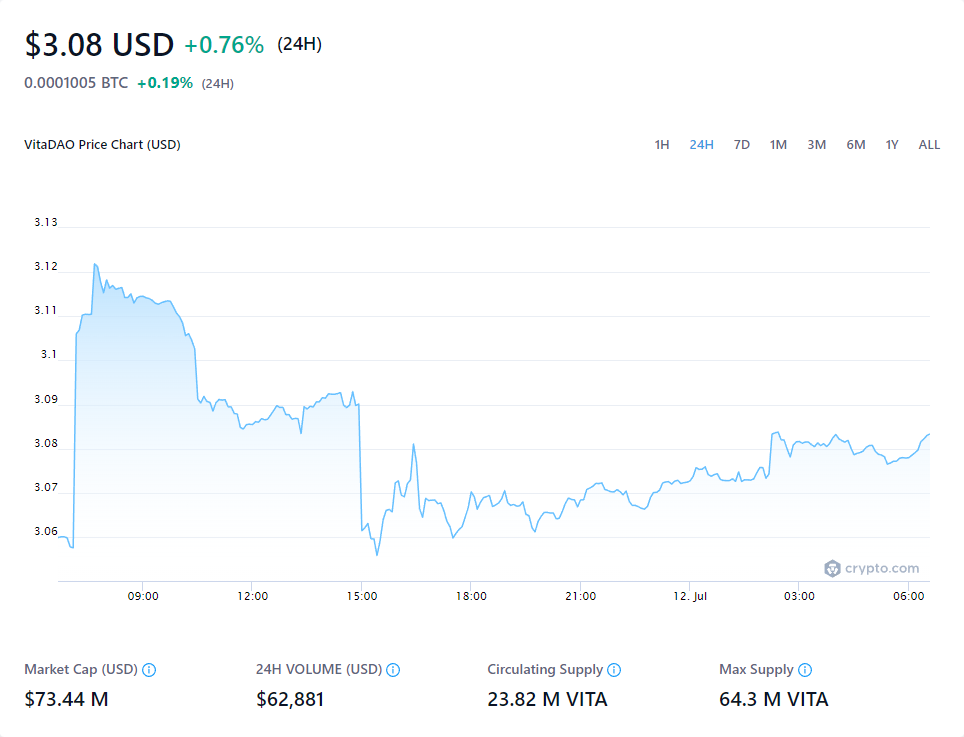 $3.08 USD +0.76% (24H)
0.0001005 BTC +0.19% (24H)
VitaDAO Price Chart (USD) 1H 24H 7D 1M 3M 6M 1Y ALL
3.13
3.12
3.11
3.1
3.09
3.08
3.07
3.06
crypto.com
09:00 12:00 15:00 18:00 21:00 12. Jul 03:00 06:00
Market Cap (USD) 24H VOLUME (USD) Circulating Supply Max Supply
$73.44 M $62,881 23.82 M VITA 64.3 M VITA